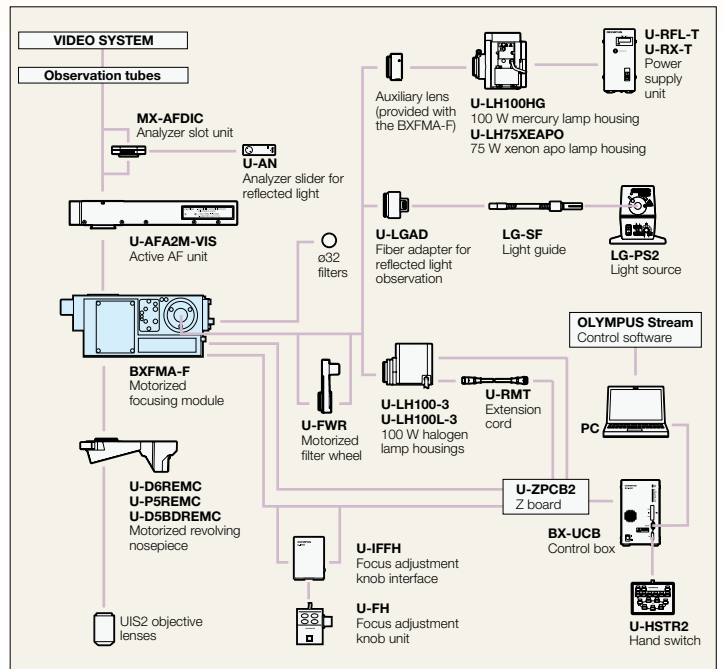 VIDEO SYSTEM
Observation tubes
MX-AFDIC
Analyzer slot unit
U-AN
Analyzer slider for
reflected light
U-AFA2M-VIS
Active AF unit
ø32
filters
BXFMA-F
Motorized
focusing module
U-FWR
Motorized
filter wheel
U-D6REMC
U-P5REMC
U-D5BDREMC
Motorized revolving
nosepiece
UIS2 objective
lenses
Auxiliary lens
(provided with
the BXFMA-F)
U-LH100HG
100 W mercury lamp housing
U-LH75XEAPO
75 W xenon apo lamp housing
U-RFL-T
U-RX-T
Power
supply
unit
U-LGAD
Fiber adapter for
reflected light
observation
LG-SF
Light guide
LG-PS2
Light source
OLYMPUS Stream
Control software
U-LH100-3
U-LH100L-3
100 W halogen
lamp housings
U-RMT
Extension
cord
PC
U-ZPCB2
Z board
BX-UCB
Control box
U-IFFH
Focus adjustment
knob interface
U-FH
Focus adjustment
knob unit
U-HSTR2
Hand switch